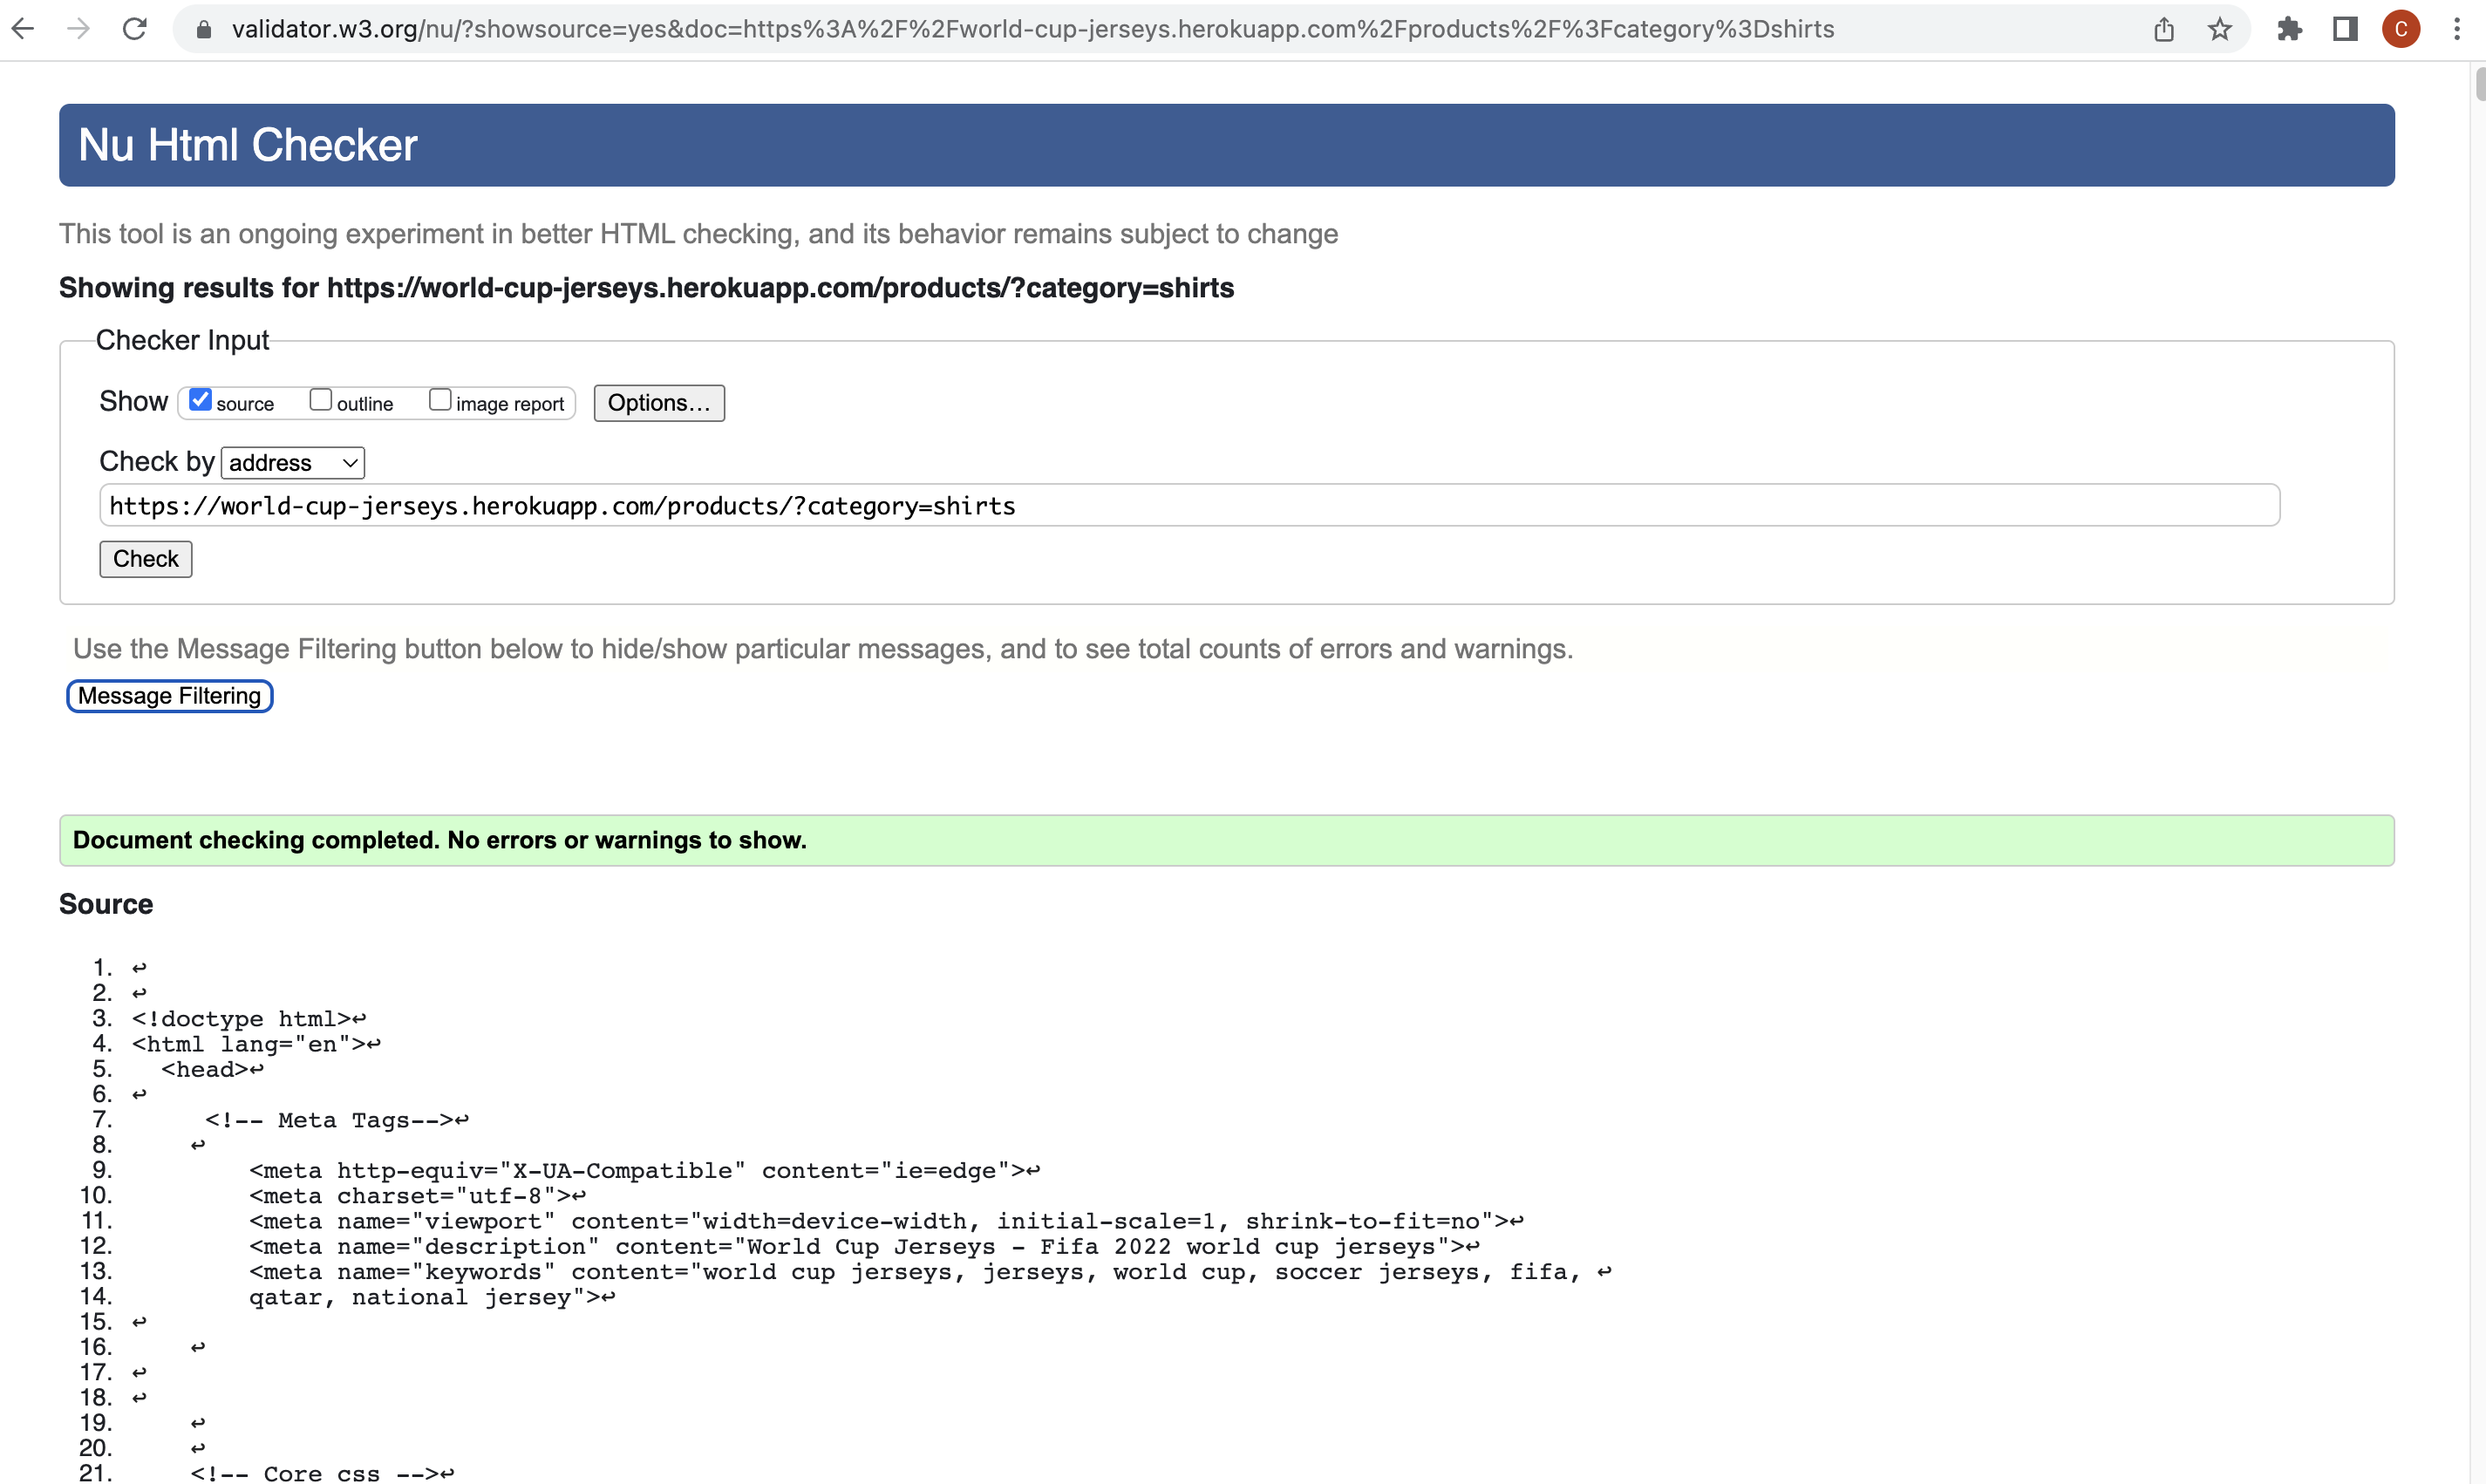 validator.w3.org/nu/?showsource=yes&doc=https%3A%2F%2Fworld-cup-jerseys.herokuapp.com%2Fproducts%2F%3Fcategory%3Dshirts
C
Nu Html Checker
This tool is an ongoing experiment in better HTML checking, and its behavior remains subject to change
Showing results for https://world-cup-jerseys.herokuapp.com/products/?category=shirts
Checker Input
Show source outline image report Options...
Check by address
https://world-cup-jerseys.herokuapp.com/products/?category=shirts
Check
Use the Message Filtering button below to hide/show particular messages, and to see total counts of errors and warnings.
Message Filtering
Document checking completed. No errors or warnings to show.
Source
1. ↩
2. ↩
3. <!doctype html>↩
4. <html lang="en">↩
5. <head>↩
6. ↩
7. <!-- Meta Tags-->↩
8. ↩
9. <meta http-equiv="X-UA-Compatible" content="ie=edge">↩
10. <meta charset="utf-8">↩
11. <meta name="viewport" content="width=device-width, initial-scale=1, shrink-to-fit=no">↩
12. <meta name="description" content="World Cup Jerseys - Fifa 2022 world cup jerseys">↩
13. <meta name="keywords" content="world cup jerseys, jerseys, world cup, soccer jerseys, fifa, ↩
14. qatar, national jersey">↩
15. ↩
16. ↩
17. ↩
18. ↩
19. ↩
20. ↩
21. <!-- Core css -->↩